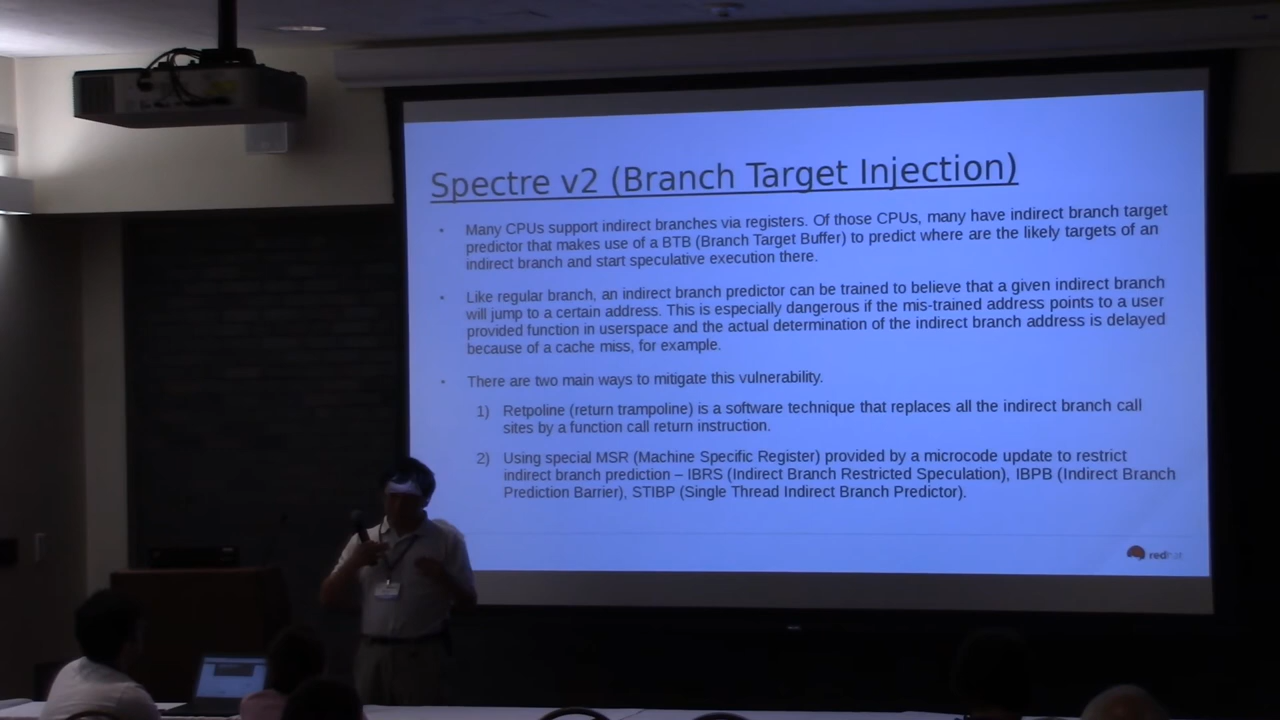 Spectre v2 (Branch Target Injection)
• Many CPUs support indirect branches via registers. Of those CPUs, many have indirect branch target
predictor that makes use of a BTB (Branch Target Buffer) to predict where are the likely targets of an
indirect branch and start speculative execution there.
• Like regular branch, an indirect branch predictor can be trained to believe that a given indirect branch
will jump to a certain address. This is especially dangerous if the mis-trained address points to a user
provided function in userspace and the actual determination of the indirect branch address is delayed
because of a cache miss, for example.
• There are two main ways to mitigate this vulnerability.
1) Retpoline (return trampoline) is a software technique that replaces all the indirect branch call
sites by a function call return instruction.
2) Using special MSR (Machine Specific Register) provided by a microcode update to restrict
indirect branch prediction – IBRS (Indirect Branch Restricted Speculation), IBPB (Indirect Branch
Prediction Barrier), STIBP (Single Thread Indirect Branch Predictor).
redhat